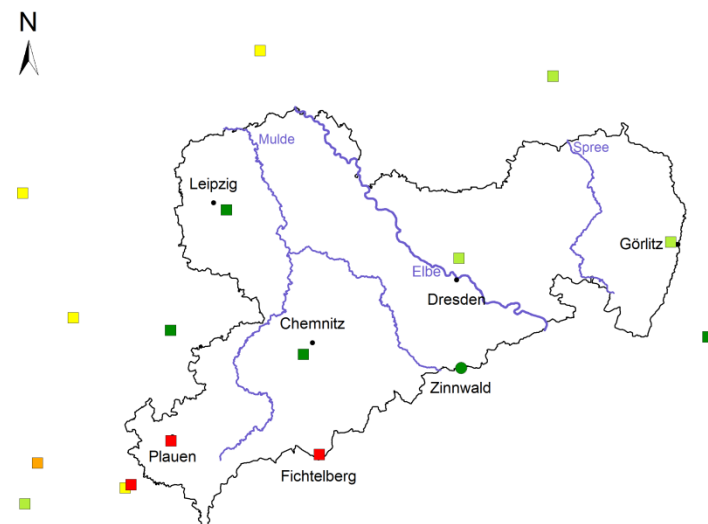 N
Mulde
Spree
Leipzig
Görlitz
Elbe
Dresden
Chemnitz
Zinnwald
Plauen
Fichtelberg